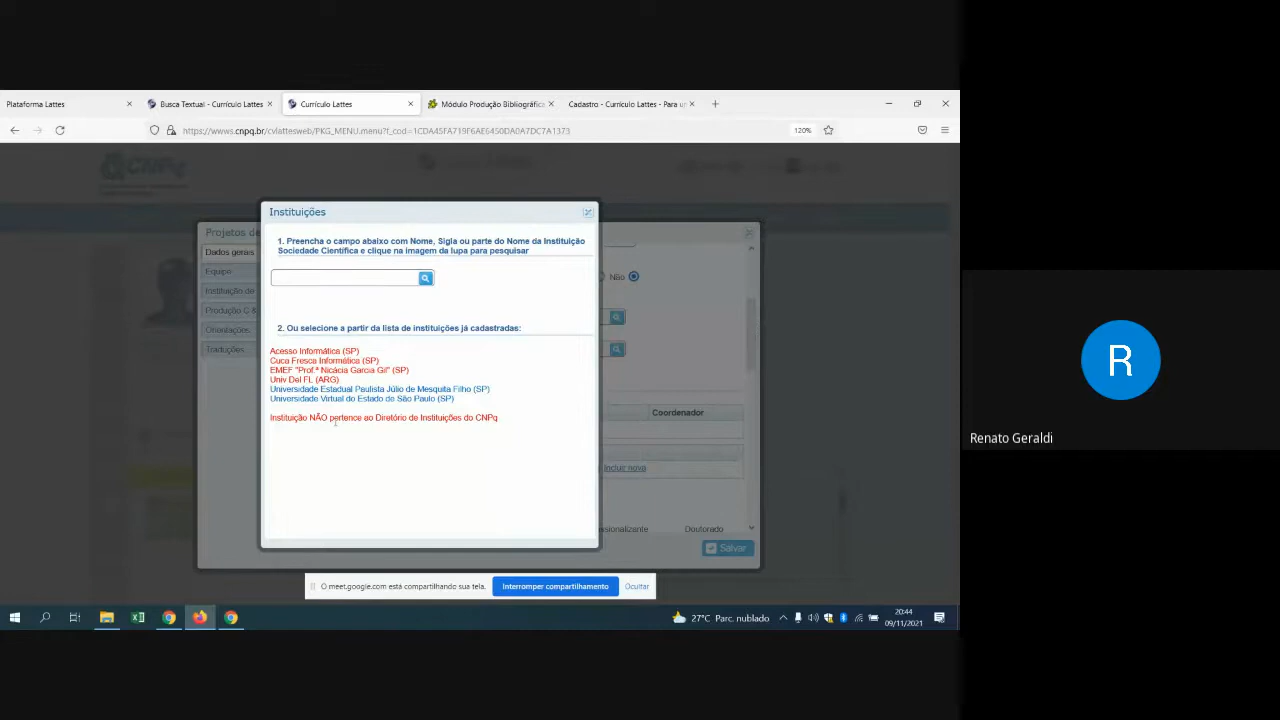 Plataforma Lattes
Busca Textual - Currículo Lattes
Currículo Lattes
Módulo Produção Bibliográfica
Cadastro - Currículo Lattes - Para un
https://wwws.cnpq.br/cvlattesweb/PKG_MENU.menu?f_cod=1CDA45FA719F6AE6450DA0A7DC7A1373
120%
CNPq
Instituições
Projetos de
1. Preencha o campo abaixo com Nome, Sigla ou parte do Nome da Instituição
Sociedade Científica e clique na imagem da lupa para pesquisar
Dados gerais
Equipe
Instituição de
Produção C &
Orientações
Traduções
Não
2. Ou selecione a partir da lista de instituições já cadastradas:
Acesso Informática (SP)
Cuca Fresca Informática (SP)
EMEF "Prof.ª Nicácia Garcia Gil" (SP)
Univ Del FL (ARG)
Universidade Estadual Paulista Júlio de Mesquita Filho (SP)
Universidade Virtual do Estado de São Paulo (SP)
Instituição NÃO pertence ao Diretório de Instituições do CNPq
Coordenador
Incluir novo
ssionalizante
Doutorado
Salvar
O meet.google.com está compartilhando sua tela.
Interromper compartilhamento
Ocultar
27°C Parc. nublado
20:44
09/11/2021
R
Renato Geraldi